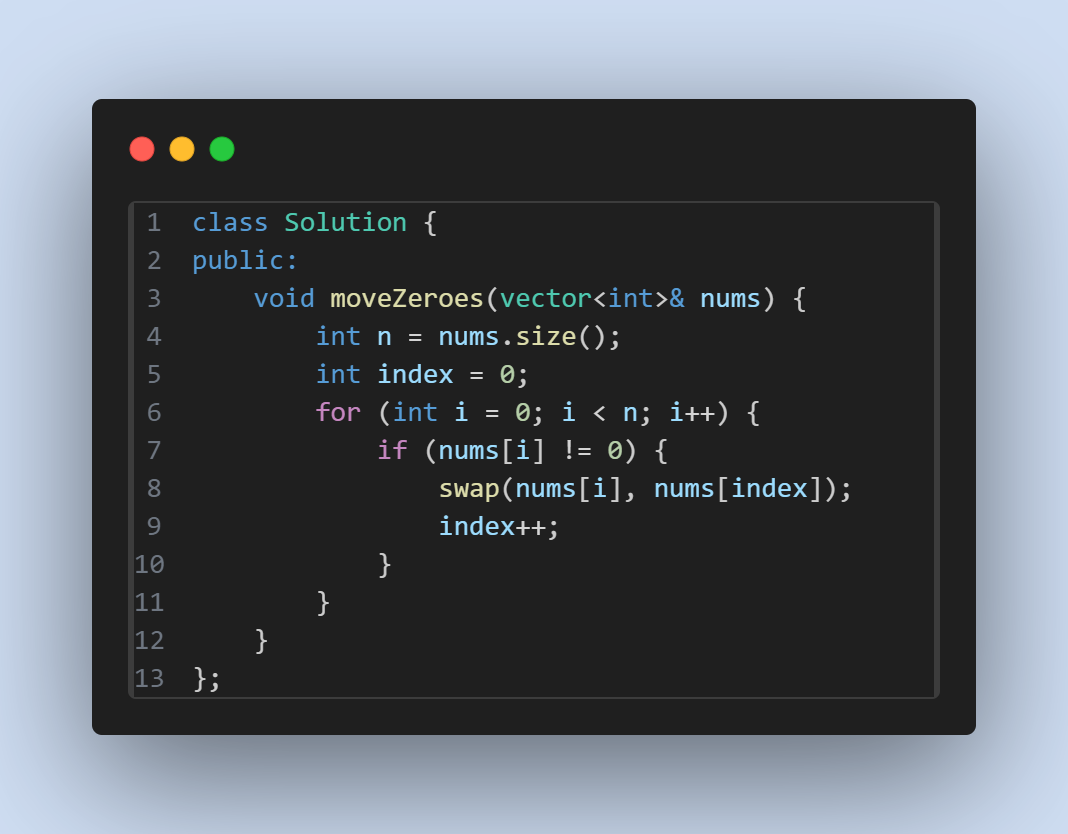 1 class Solution {
2 public:
3     void moveZeroes(vector<int>& nums) {
4         int n = nums.size();
5         int index = 0;
6         for (int i = 0; i < n; i++) {
7             if (nums[i] != 0) {
8                 swap(nums[i], nums[index]);
9                 index++;
10             }
11         }
12     }
13 };